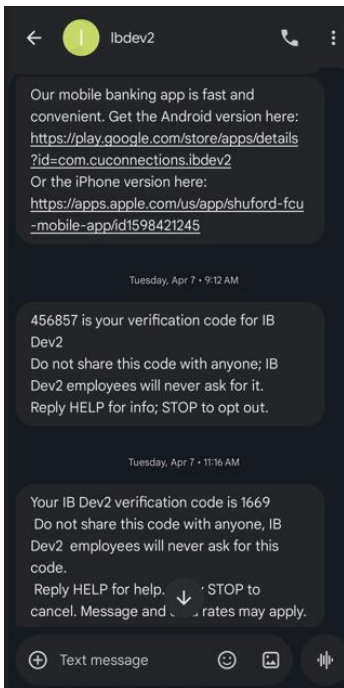 Ibdev2
Our mobile banking app is fast and
convenient. Get the Android version here:
https://play.google.com/store/apps/details
?id=com.cuconnections.ibdev2
Or the iPhone version here:
https://apps.apple.com/us/app/shuford-fcu
-mobile-app/id1598421245
Tuesday, Apr 7 • 9:12 AM
456857 is your verification code for IB
Dev2
Do not share this code with anyone; IB
Dev2 employees will never ask for it.
Reply HELP for info; STOP to opt out.
Tuesday, Apr 7 • 11:16 AM
Your IB Dev2 verification code is 1669
Do not share this code with anyone, IB
Dev2 employees will never ask for this
code.
Reply HELP for help. STOP to
cancel. Message and rates may apply.
Text message